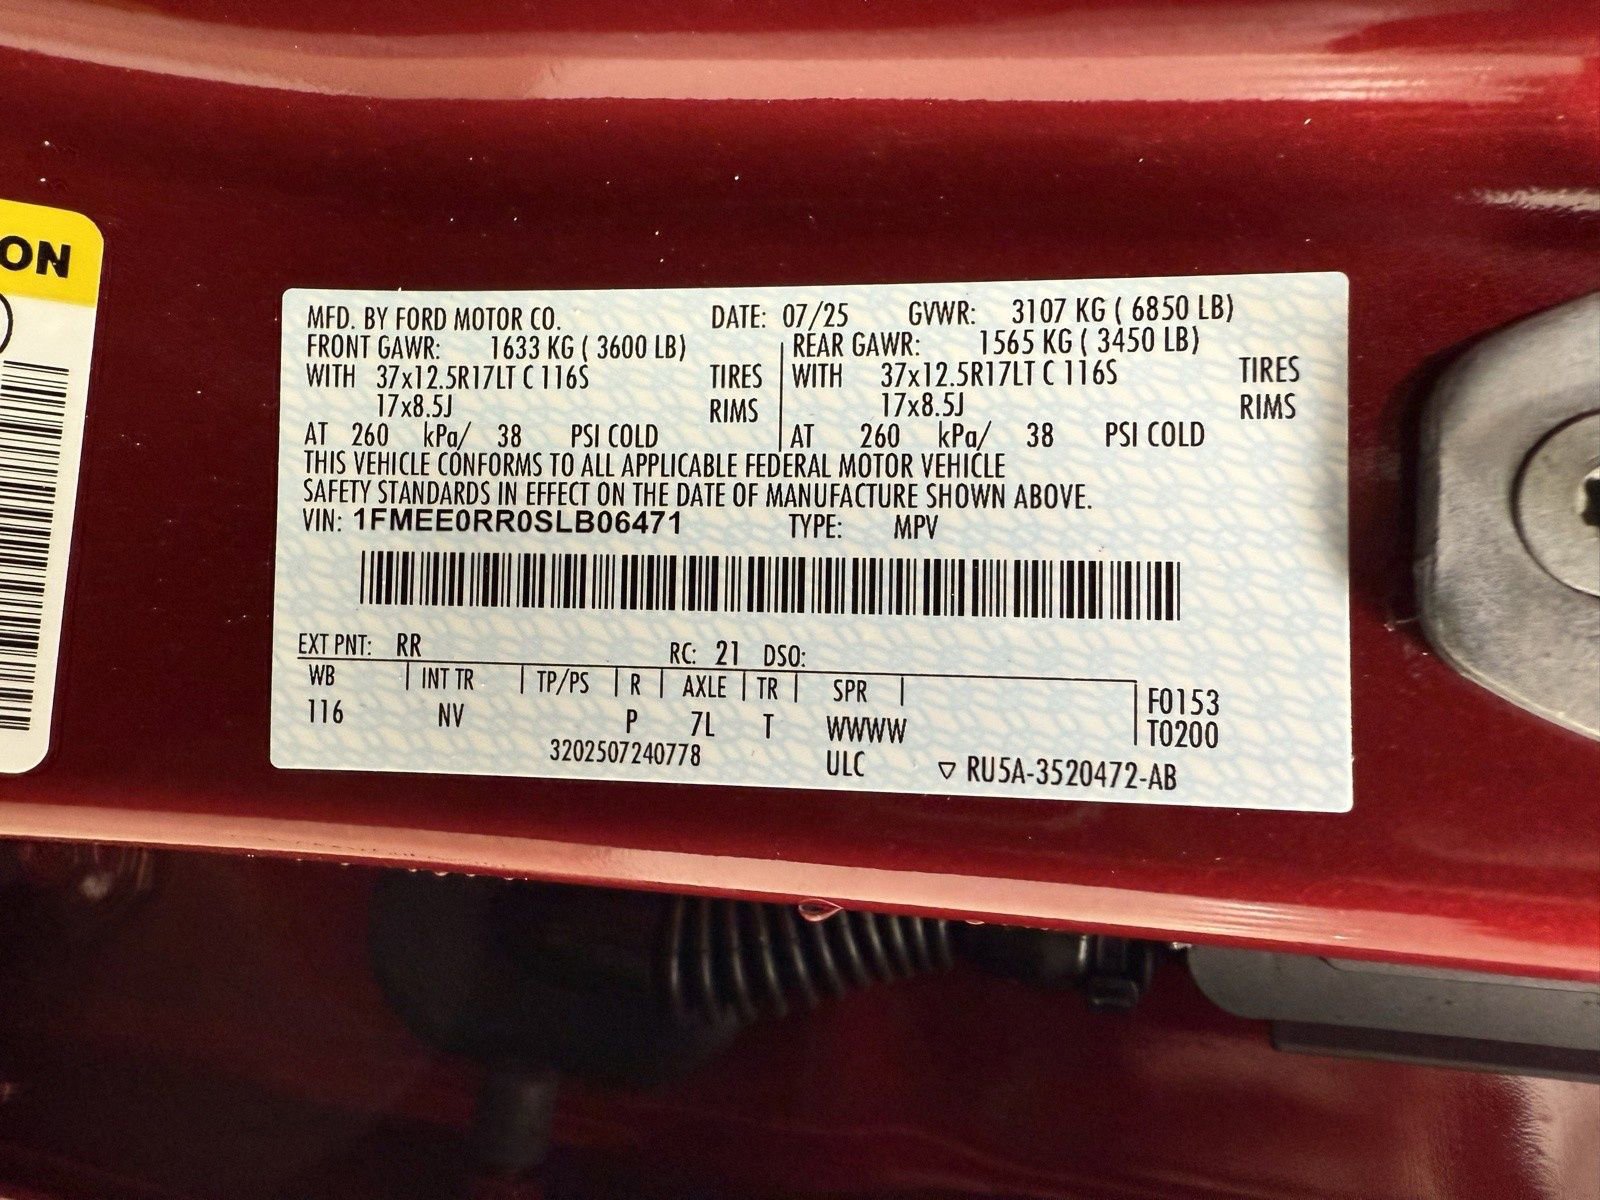 ON
MFD. BY FORD MOTOR CO. DATE: 07/25 GVWR: 3107 KG ( 6850 LB)
FRONT GAWR: 1633 KG ( 3600 LB) REAR GAWR: 1565 KG ( 3450 LB)
WITH 37x12.5R17LT C 116S TIRES WITH 37x12.5R17LT C 116S TIRES
17x8.5J RIMS 17x8.5J RIMS
AT 260 kPa/ 38 PSI COLD AT 260 kPa/ 38 PSI COLD
THIS VEHICLE CONFORMS TO ALL APPLICABLE FEDERAL MOTOR VEHICLE
SAFETY STANDARDS IN EFFECT ON THE DATE OF MANUFACTURE SHOWN ABOVE.
VIN: 1FMEE0RR0SLB06471 TYPE: MPV
EXT PNT: RR RC: 21 DSO:
WB INT TR TP/PS R AXLE TR SPR F0153
116 NV P 7L T WWWW T0200
3202507240778 ULC ▽ RU5A-3520472-AB